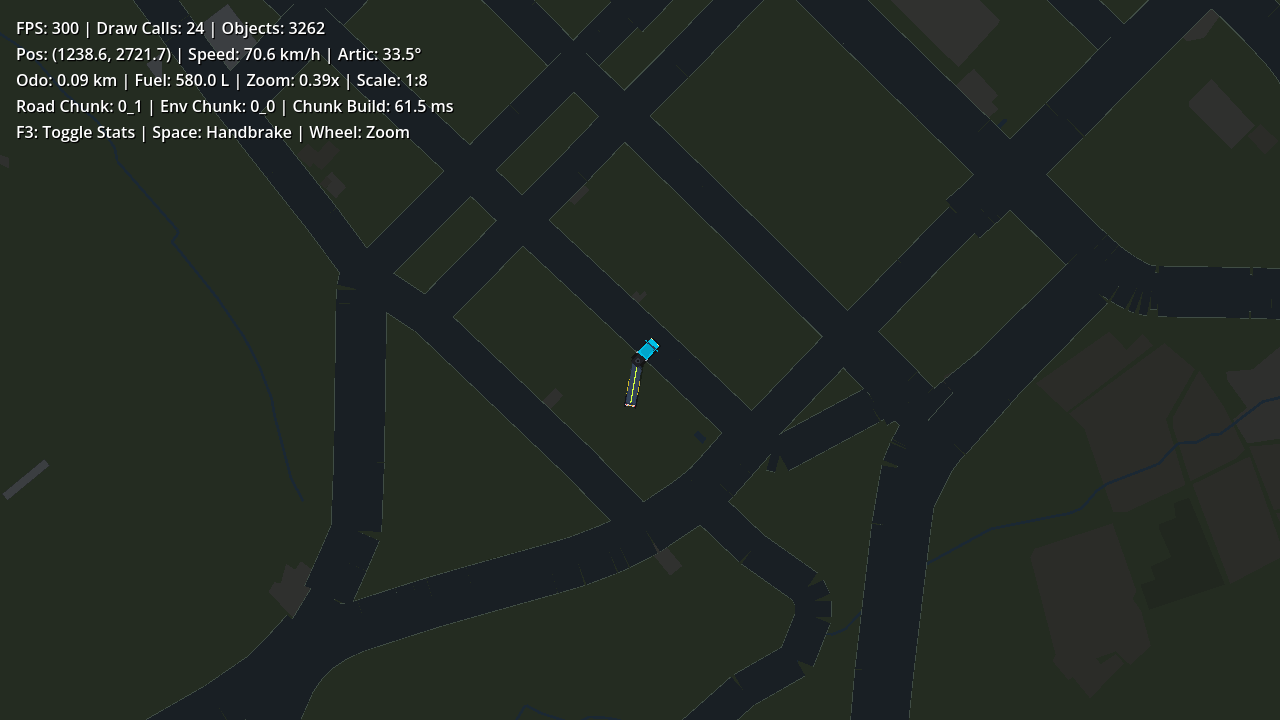 FPS: 300 | Draw Calls: 24 | Objects: 3262
Pos: (1238.6, 2721.7) | Speed: 70.6 km/h | Artic: 33.5°
Odo: 0.09 km | Fuel: 580.0 L | Zoom: 0.39x | Scale: 1:8
Road Chunk: 0_1 | Env Chunk: 0_0 | Chunk Build: 61.5 ms
F3: Toggle Stats | Space: Handbrake | Wheel: Zoom